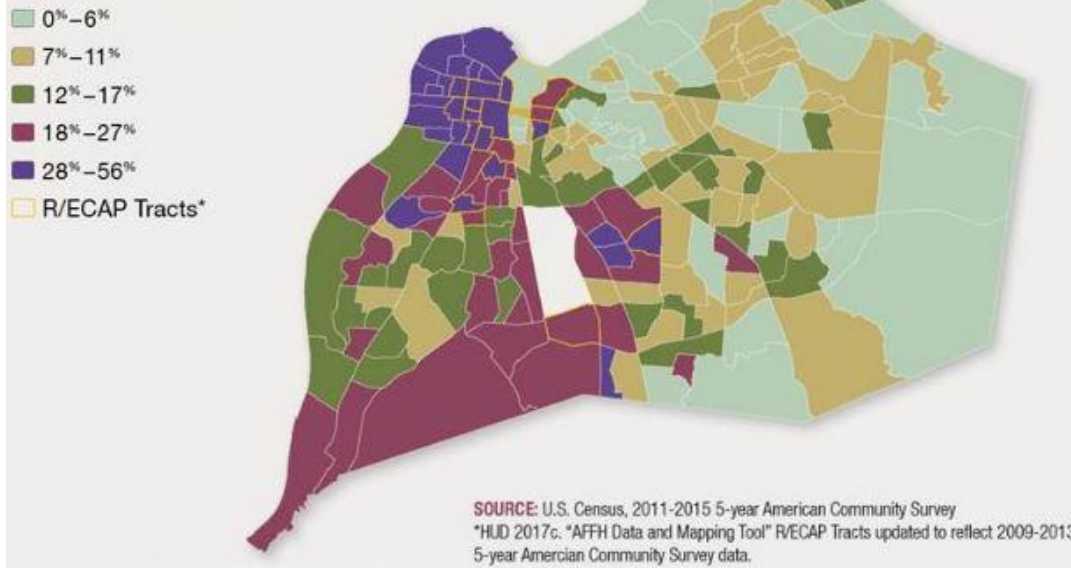 0%–6%
7%–11%
12%–17%
18%–27%
28%–56%
R/ECAP Tracts*
SOURCE: U.S. Census, 2011-2015 5-year American Community Survey
*HUD 2017c. “AFFH Data and Mapping Tool” R/ECAP Tracts updated to reflect 2009-2013
5-year Amercian Community Survey data.